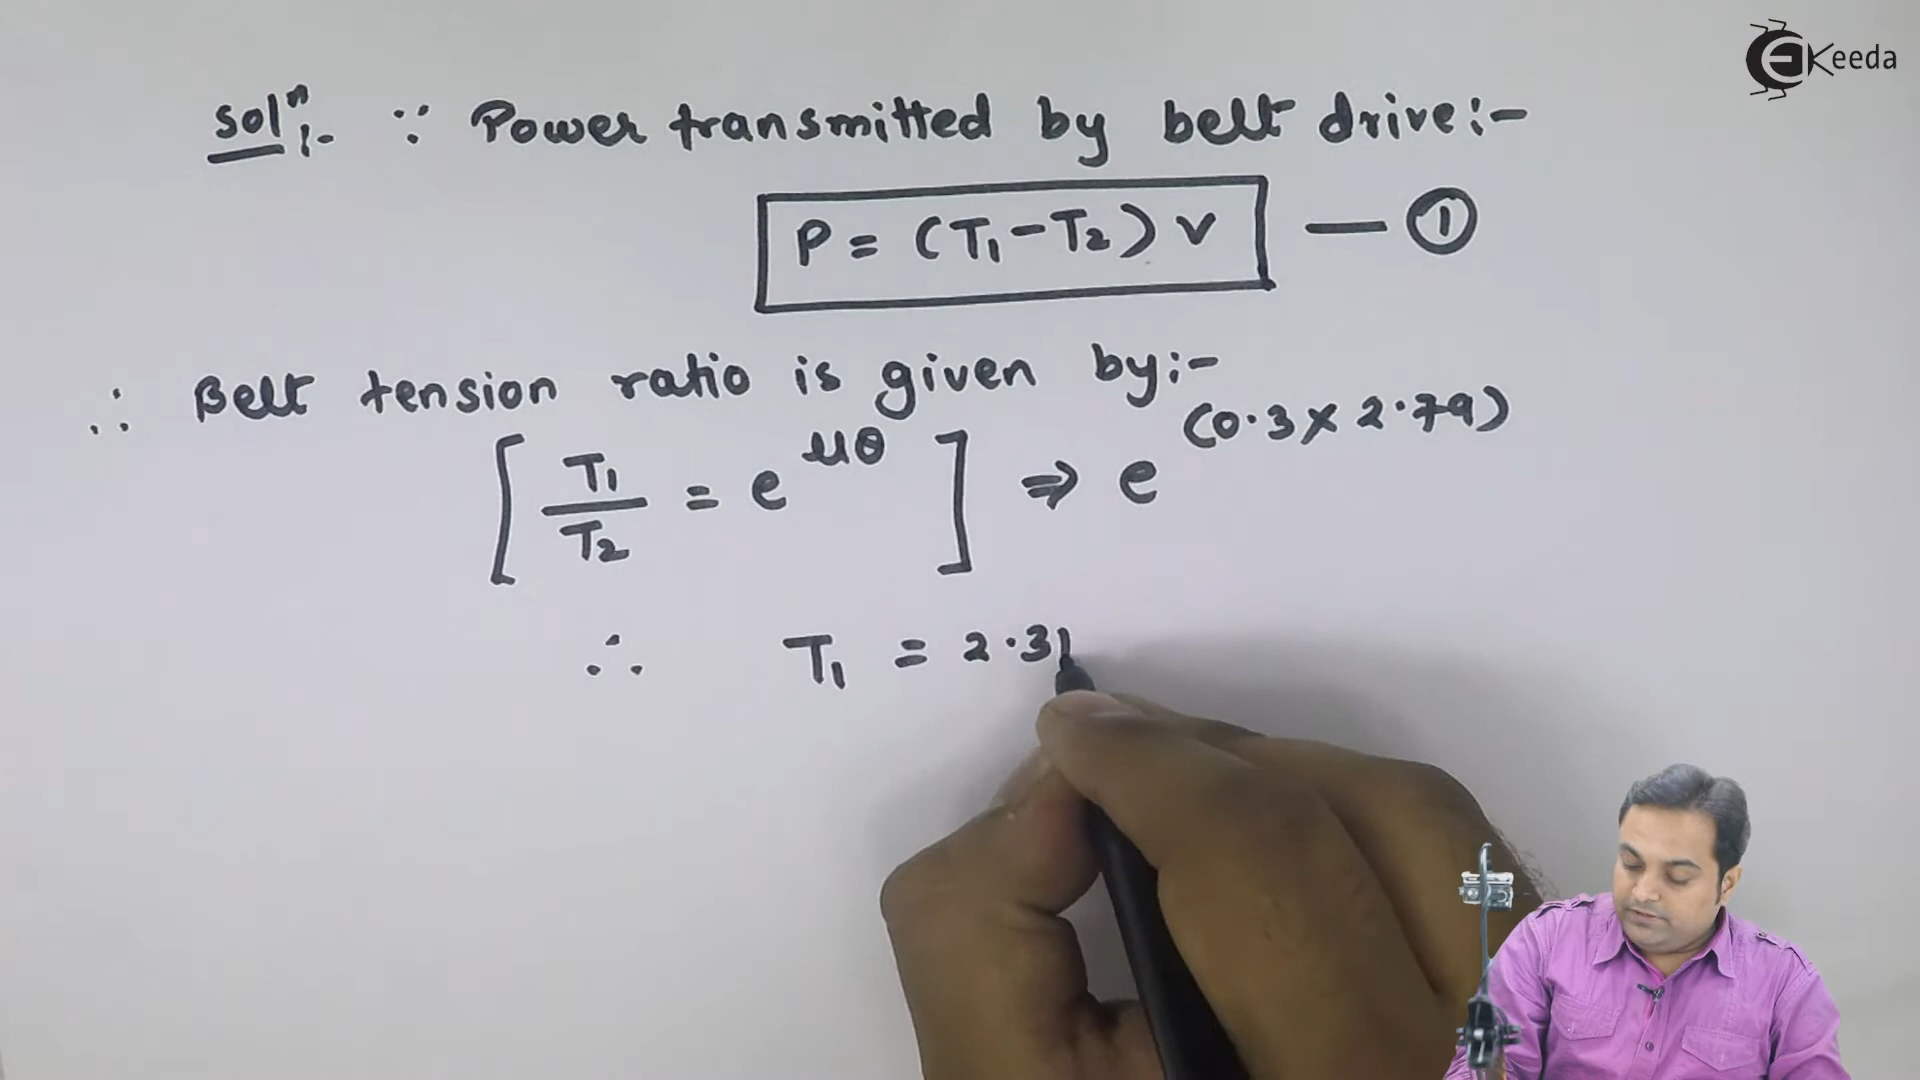 Keeda
solⁿ:- ∵ Power transmitted by belt drive:-
P = (T₁-T₂) v — ①
∴ Belt tension ratio is given by:-
[T₁/T₂ = e^μθ] ⇒ e^(0.3 × 2.79)
∴ T₁ = 2.31